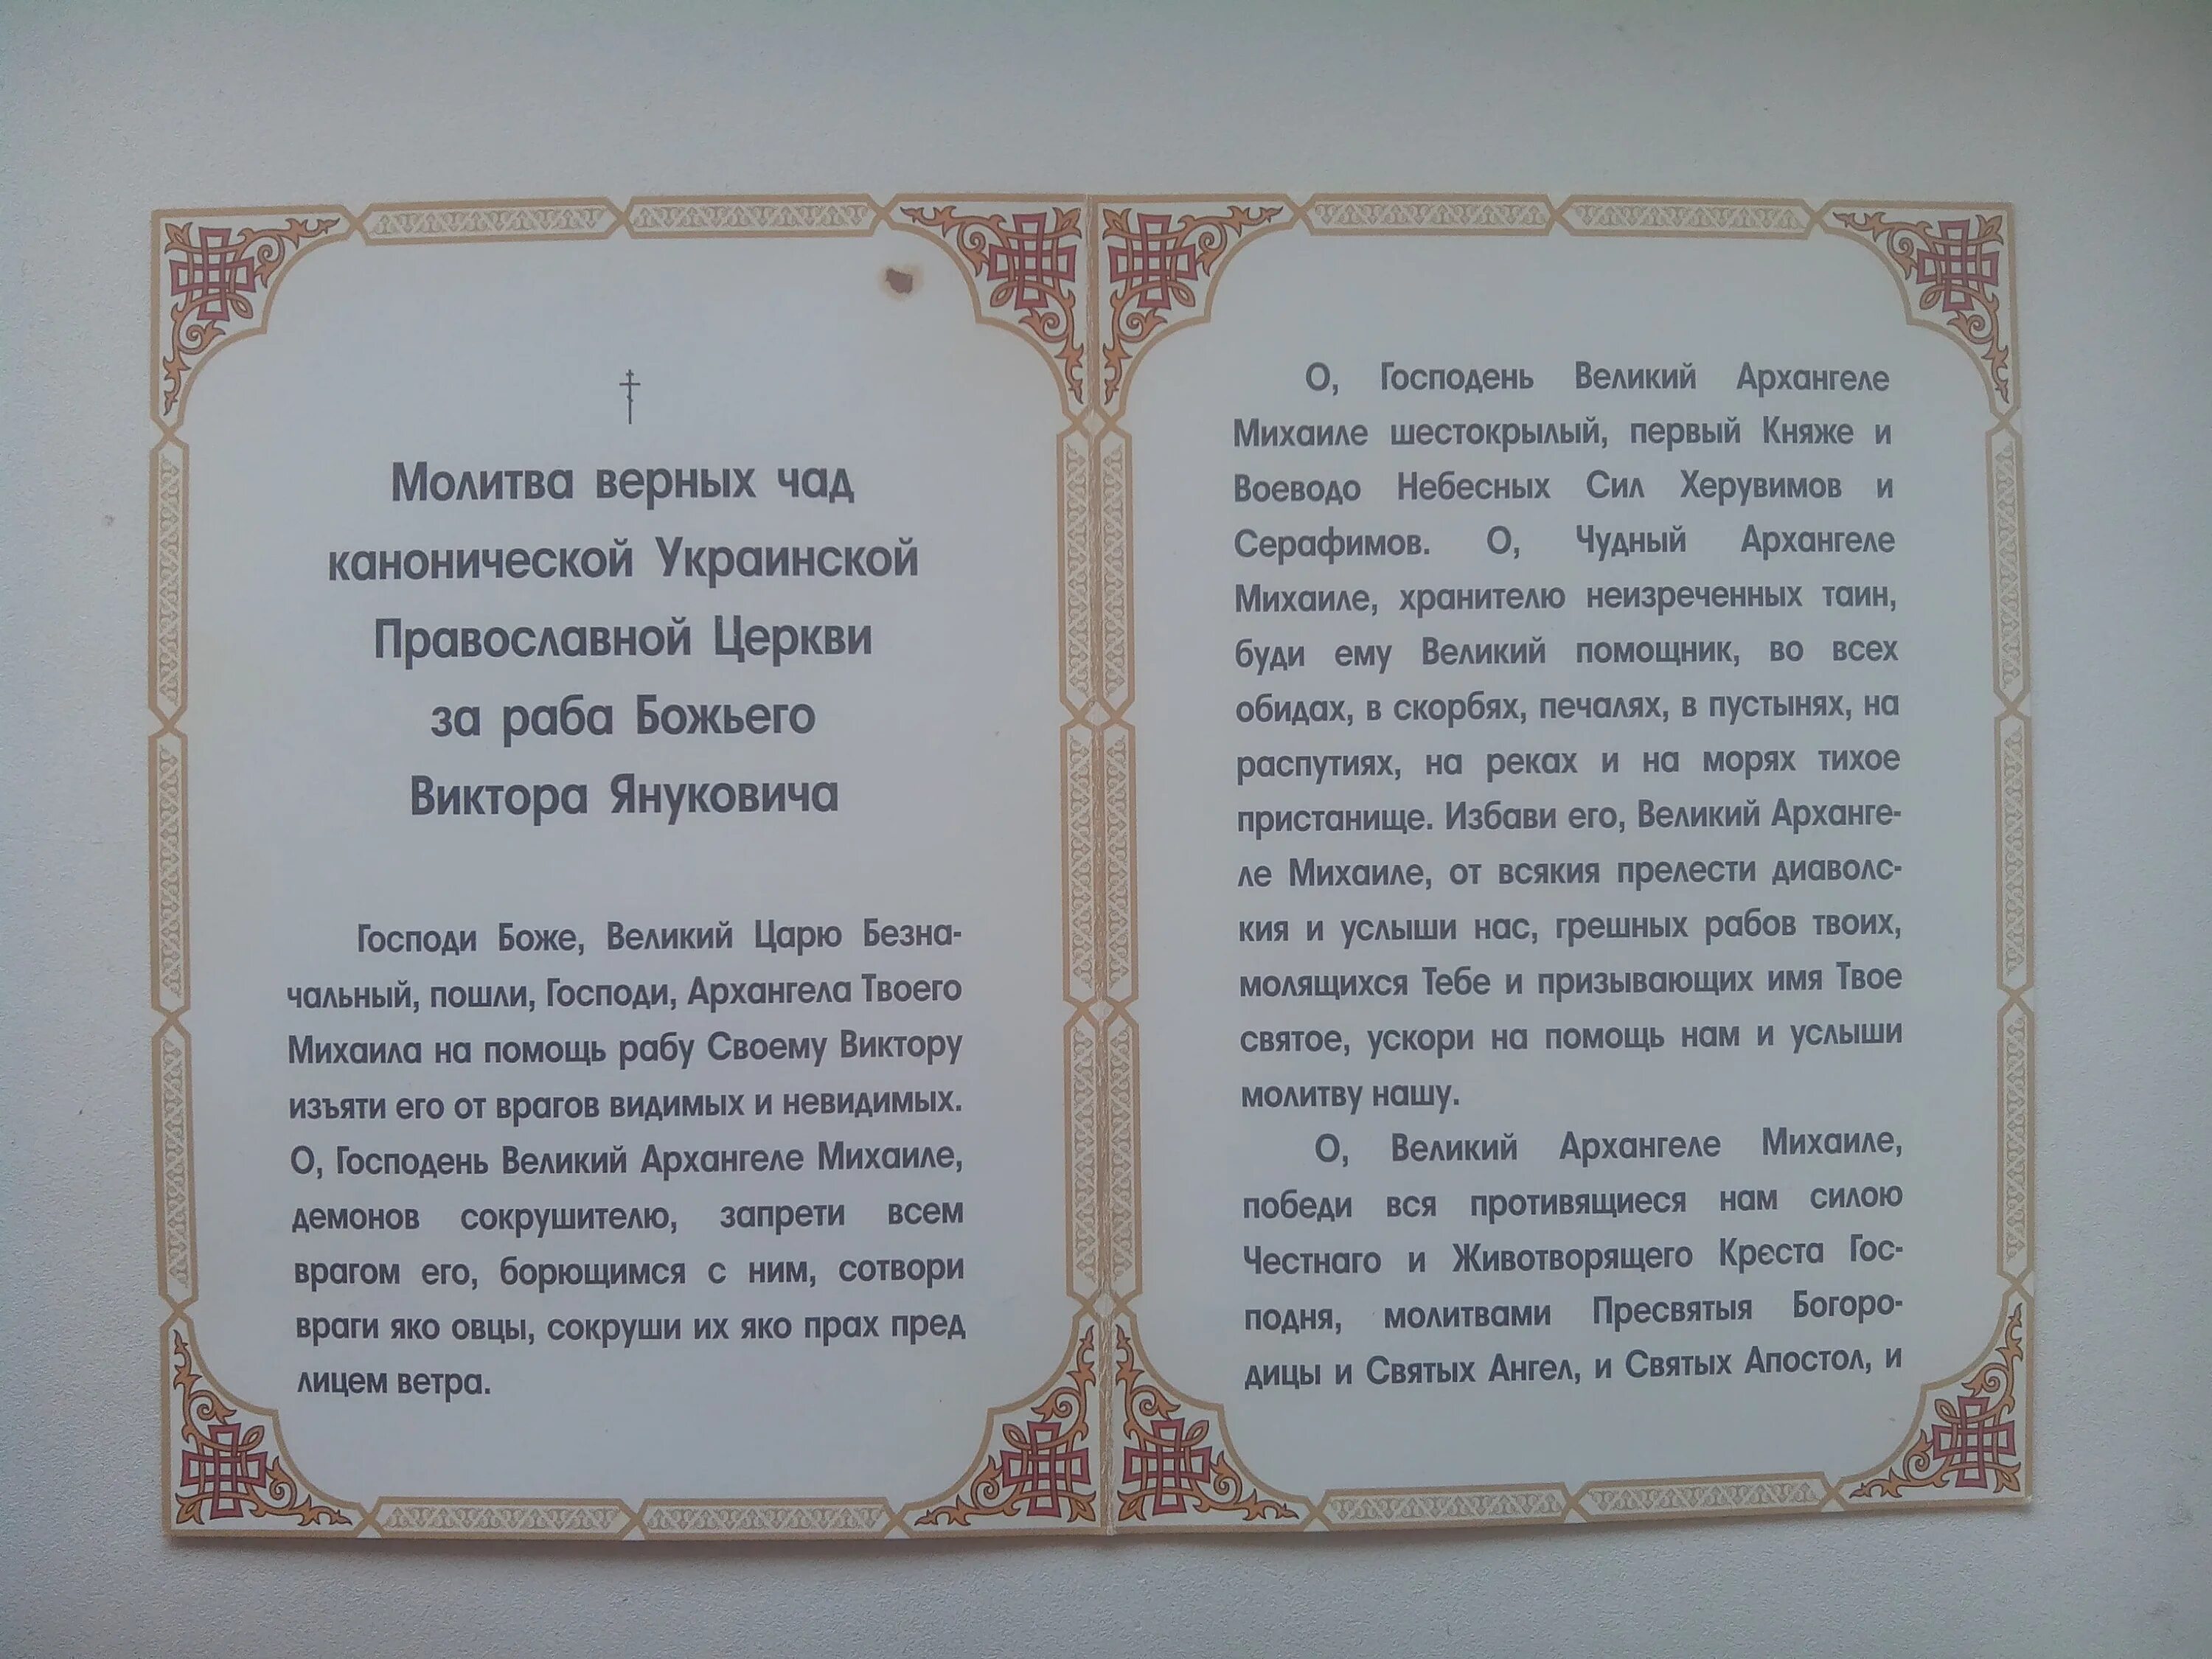 Молитва верных чад
канонической Украинской
Православной Церкви
за раба Божьего
Виктора Януковича
Господи Боже, Великий Царю Безна-
чальный, пошли, Господи, Архангела Твоего
Михаила на помощь рабу Своему Виктору
изъяти его от врагов видимых и невидимых.
О, Господень Великий Архангеле Михаиле,
демонов сокрушителю, запрети всем
врагом его, борющимся с ним, сотвори
враги яко овцы, сокруши их яко прах пред
лицем ветра.
О, Господень Великий Архангеле
Михаиле шестокрылый, первый Княже и
Воеводо Небесных Сил Херувимов и
Серафимов. О, Чудный Архангеле
Михаиле, хранителю неизреченных таин,
буди ему Великий помощник, во всех
обидах, в скорбях, печалях, в пустынях, на
распутиях, на реках и на морях тихое
пристанище. Избави его, Великий Арханге-
ле Михаиле, от всякия прелести диаволс-
кия и услыши нас, грешных рабов твоих,
молящихся Тебе и призывающих имя Твое
святое, ускори на помощь нам и услыши
молитву нашу.
О, Великий Архангеле Михаиле,
победи вся противящиеся нам силою
Честнаго и Животворящего Креста Гос-
подня, молитвами Пресвятыя Богоро-
дицы и Святых Ангел, и Святых Апостол, и